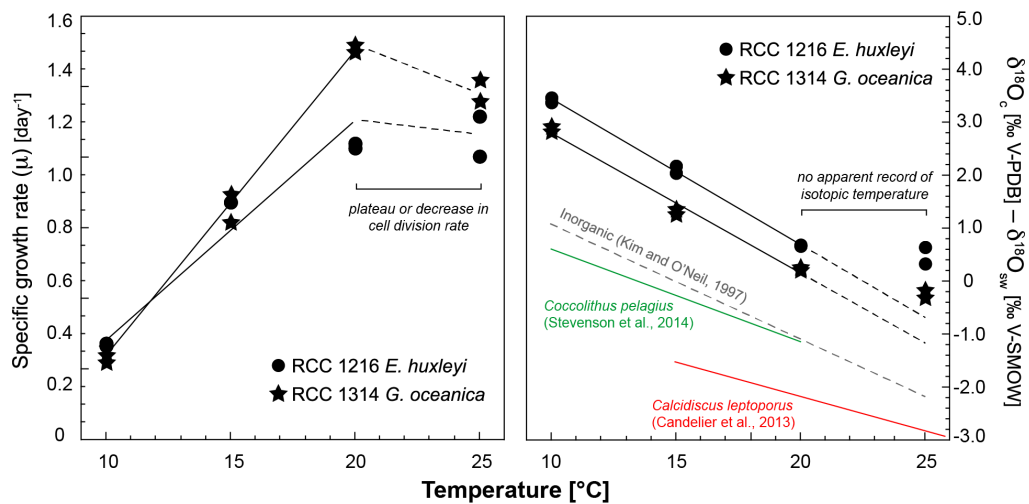 1.6
1.4
1.2
1.0
0.8
0.6
0.4
0.2
0
Specific growth rate (μ) [day⁻¹]
plateau or decrease in
cell division rate
RCC 1216 E. huxleyi
RCC 1314 G. oceanica
10
15
20
25
RCC 1216 E. huxleyi
RCC 1314 G. oceanica
no apparent record of
isotopic temperature
Inorganic (Kim and O'Neil, 1997)
Coccolithus pelagius
(Stevenson et al., 2014)
Calcidiscus leptoporus
(Candelier et al., 2013)
10
15
20
25
5.0
4.0
3.0
2.0
1.0
0
-1.0
-2.0
-3.0
δ¹⁸Oc [‰ V-PDB] – δ¹⁸Osw [‰ V-SMOW]
Temperature [°C]